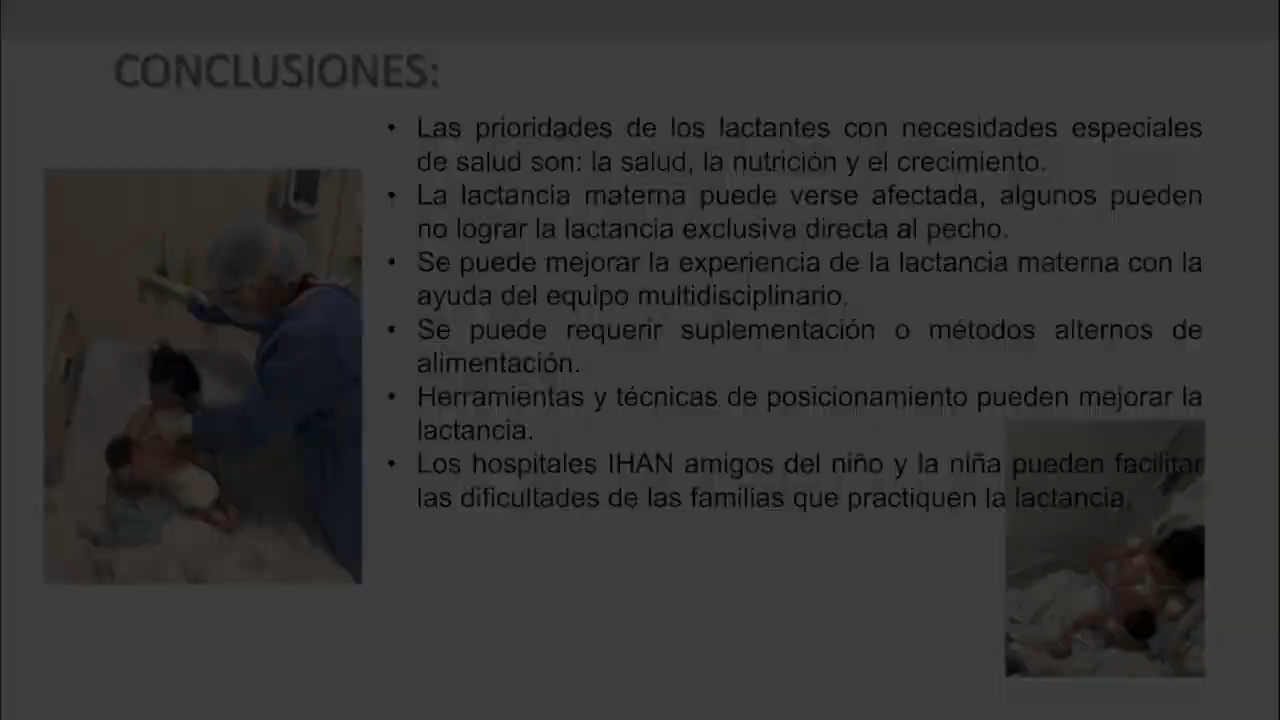 CONCLUSIONES:
• Las prioridades de los lactantes con necesidades especiales
de salud son: la salud, la nutrición y el crecimiento.
• La lactancia materna puede verse afectada, algunos pueden
no lograr la lactancia exclusiva directa al pecho.
• Se puede mejorar la experiencia de la lactancia materna con la
ayuda del equipo multidisciplinario.
• Se puede requerir suplementación o métodos alternos de
alimentación.
• Herramientas y técnicas de posicionamiento pueden mejorar la
lactancia.
• Los hospitales IHAN amigos del niño y la niña pueden facilitar
las dificultades de las familias que practiquen la lactancia.